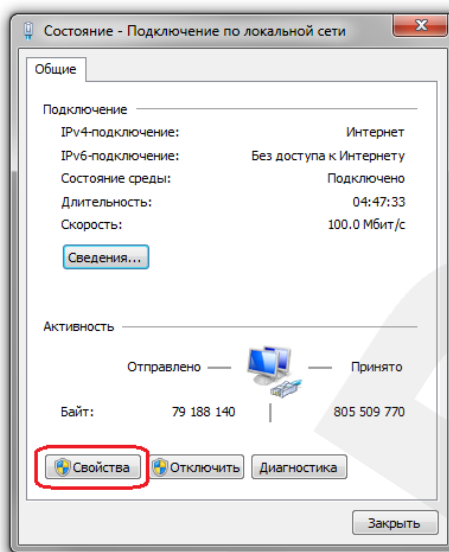 Состояние - Подключение по локальной сети
Общие
Подключение
IPv4-подключение: Интернет
IPv6-подключение: Без доступа к Интернету
Состояние среды: Подключено
Длительность: 04:47:33
Скорость: 100.0 Мбит/с
Сведения...
Активность
Отправлено Принято
Байт: 79 188 140 805 509 770
Свойства Отключить Диагностика
Закрыть